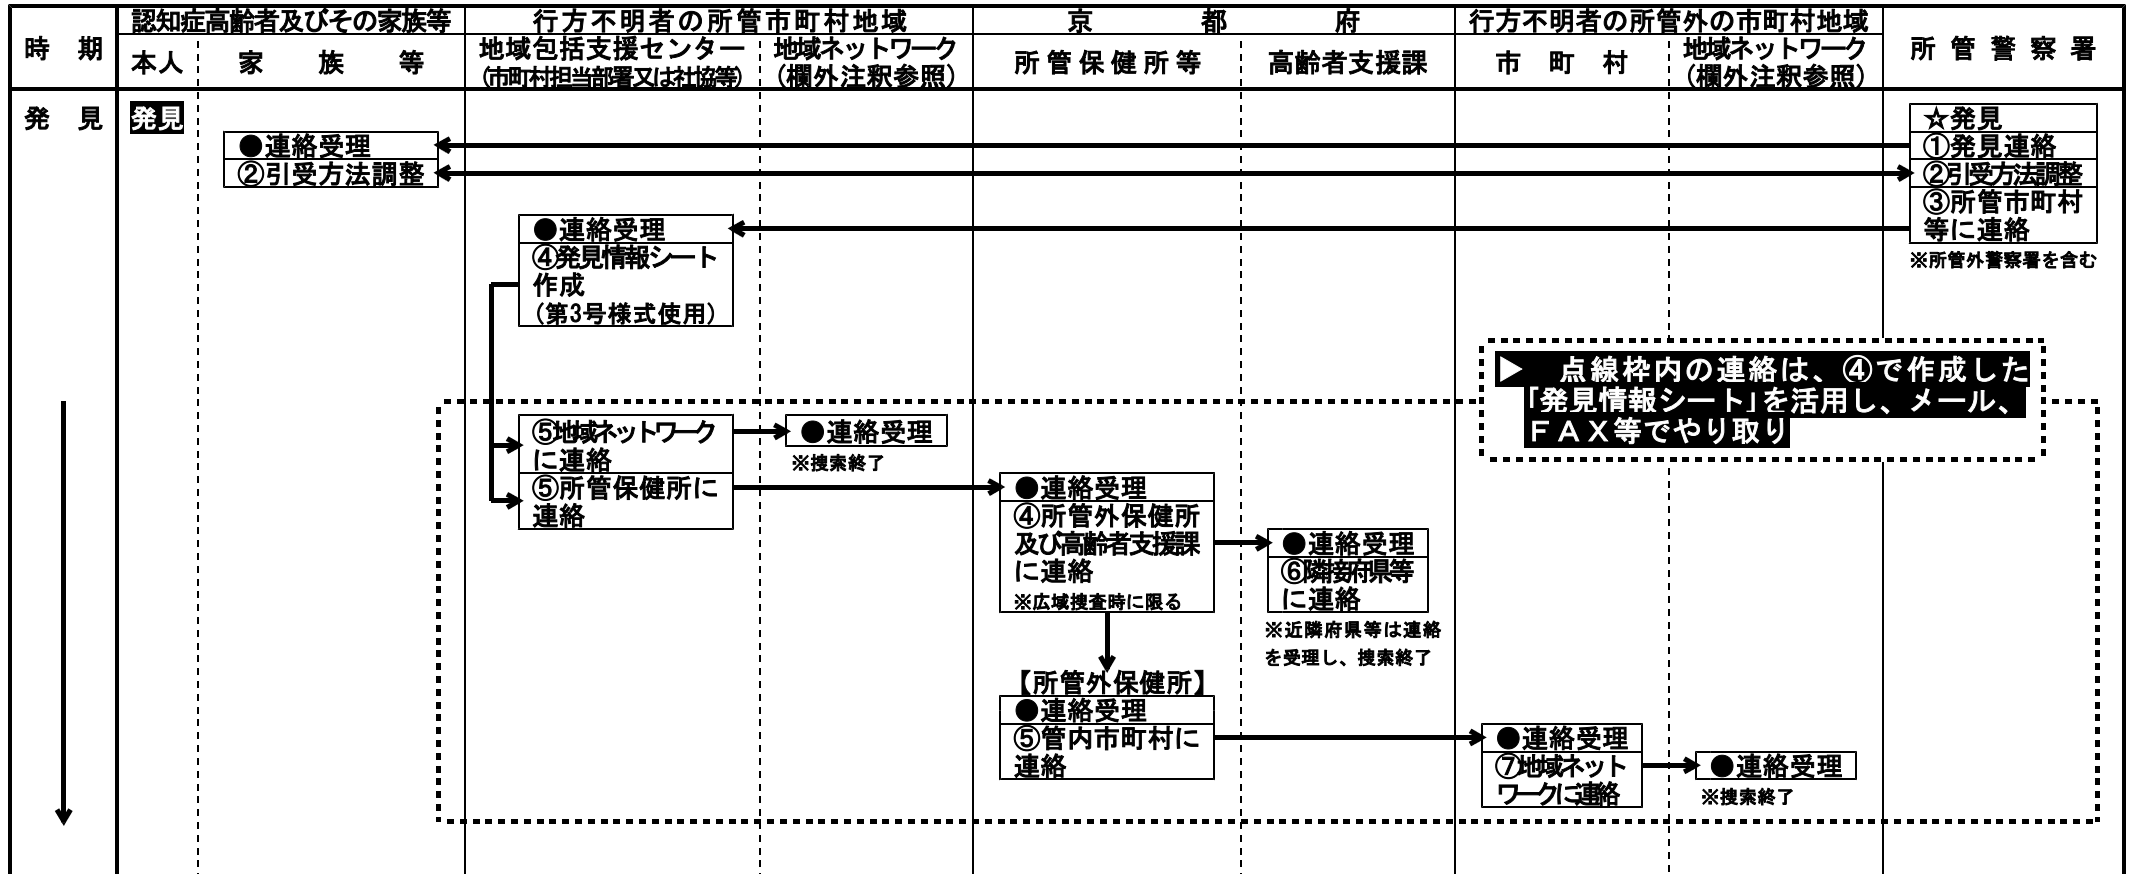 時　期
認知症高齢者及びその家族等
本人
家　族　等
行方不明者の所管市町村地域
地域包括支援センター
（市町村担当部署又は社協等）
地域ネットワーク
（欄外注釈参照）
京　都　府
所管保健所等
高齢者支援課
行方不明者の所管外の市町村地域
市　町　村
地域ネットワーク
（欄外注釈参照）
所管警察署
発　見
発見
☆発見
①発見連絡
②引受方法調整
③所管市町村
等に連絡
※所管外警察署を含む
●連絡受理
②引受方法調整
●連絡受理
④発見情報シート
作成
（第3号様式使用）
▶　点線枠内の連絡は、④で作成した
「発見情報シート」を活用し、メール、
ＦＡＸ等でやり取り
⑤地域ネットワーク
に連絡
⑤所管保健所に
連絡
●連絡受理
※捜索終了
●連絡受理
④所管外保健所
及び高齢者支援課
に連絡
※広域捜査時に限る
●連絡受理
⑥隣接府県等
に連絡
※近隣府県等は連絡
を受理し、捜索終了
【所管外保健所】
●連絡受理
⑤管内市町村に
連絡
●連絡受理
⑦地域ネット
ワークに連絡
●連絡受理
※捜索終了